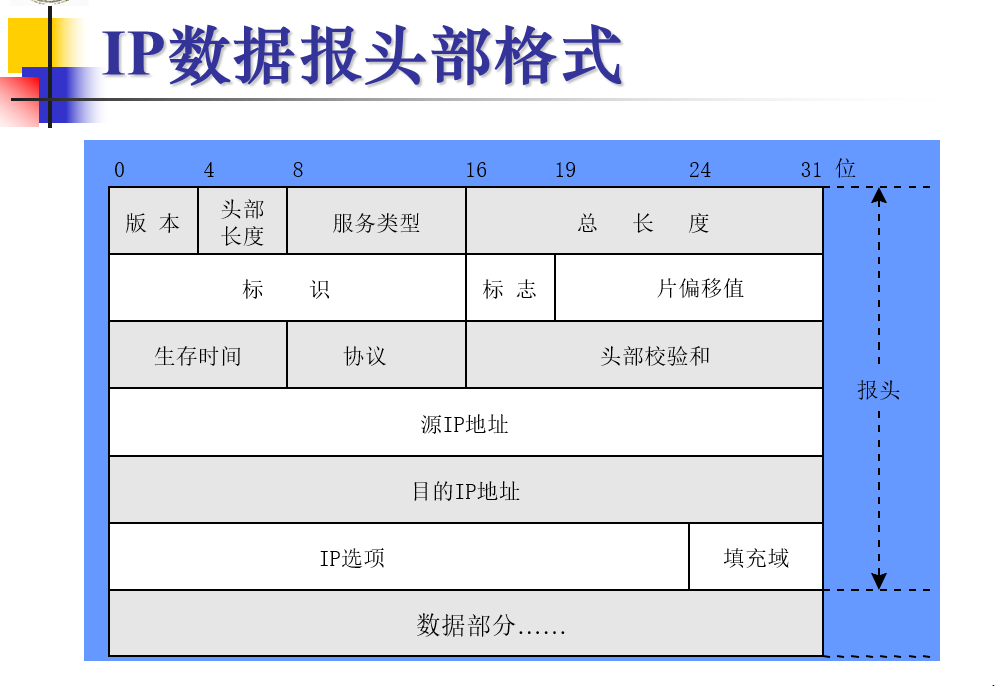 IP数据报头部格式
0 4 8 16 19 24 31 位
版 本 头部长度 服务类型 总 长 度
标 识 标 志 片偏移值
生存时间 协议 头部校验和
报头
源IP地址
目的IP地址
IP选项 填充域
数据部分……